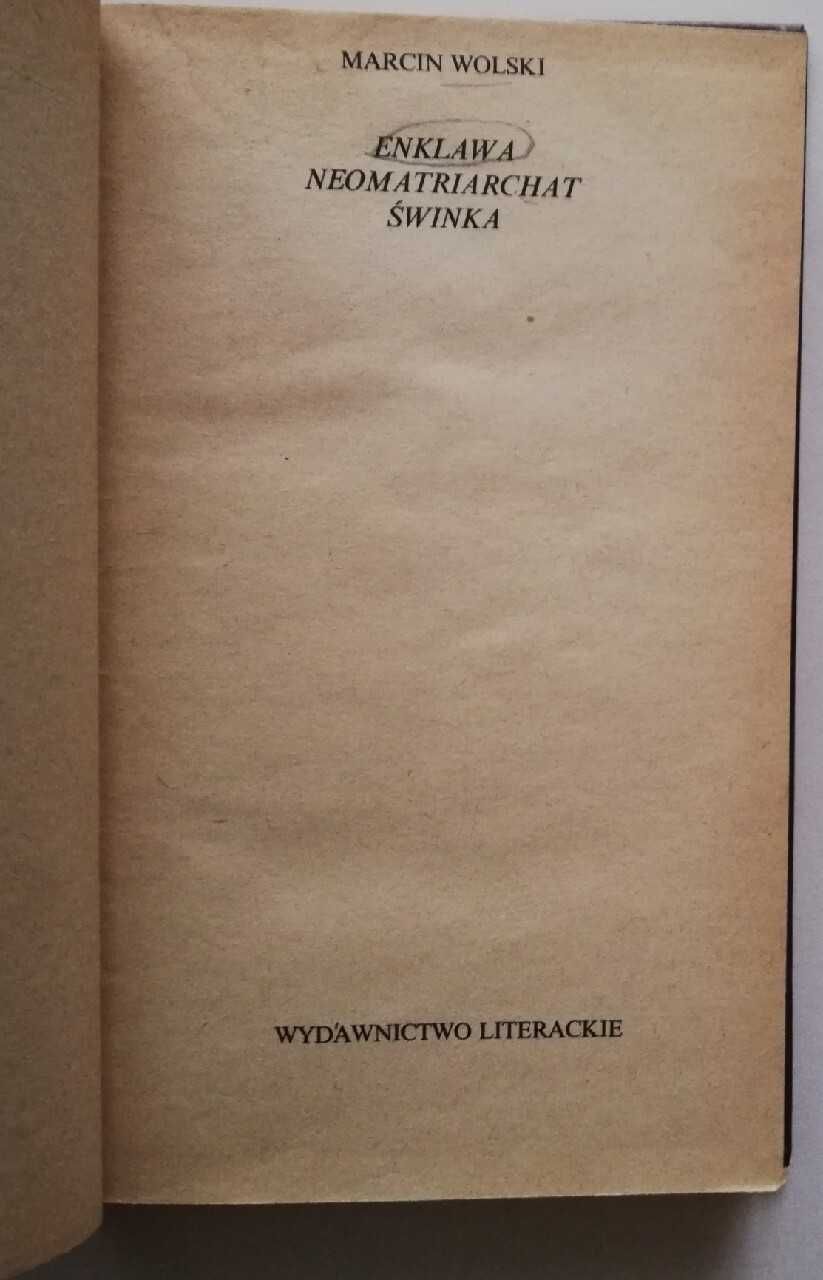 MARCIN WOLSKI
ENKLAWA
NEOMATRIARCHAT
ŚWINKA
WYDAWNICTWO LITERACKIE